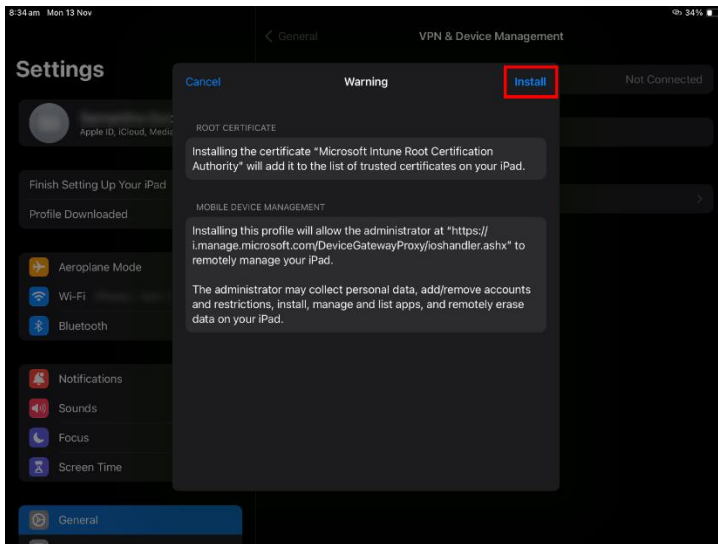 8:34 am Mon 13 Nov
34%
General
VPN & Device Management
Settings
Cancel
Warning
Install
Not Connected
Apple ID, iCloud, Media
ROOT CERTIFICATE
Installing the certificate “Microsoft Intune Root Certification
Authority” will add it to the list of trusted certificates on your iPad.
Finish Setting Up Your iPad
Profile Downloaded
MOBILE DEVICE MANAGEMENT
Installing this profile will allow the administrator at “https://
i.manage.microsoft.com/DeviceGatewayProxy/ioshandler.ashx” to
remotely manage your iPad.
The administrator may collect personal data, add/remove accounts
and restrictions, install, manage and list apps, and remotely erase
data on your iPad.
Aeroplane Mode
Wi-Fi
Bluetooth
Notifications
Sounds
Focus
Screen Time
General